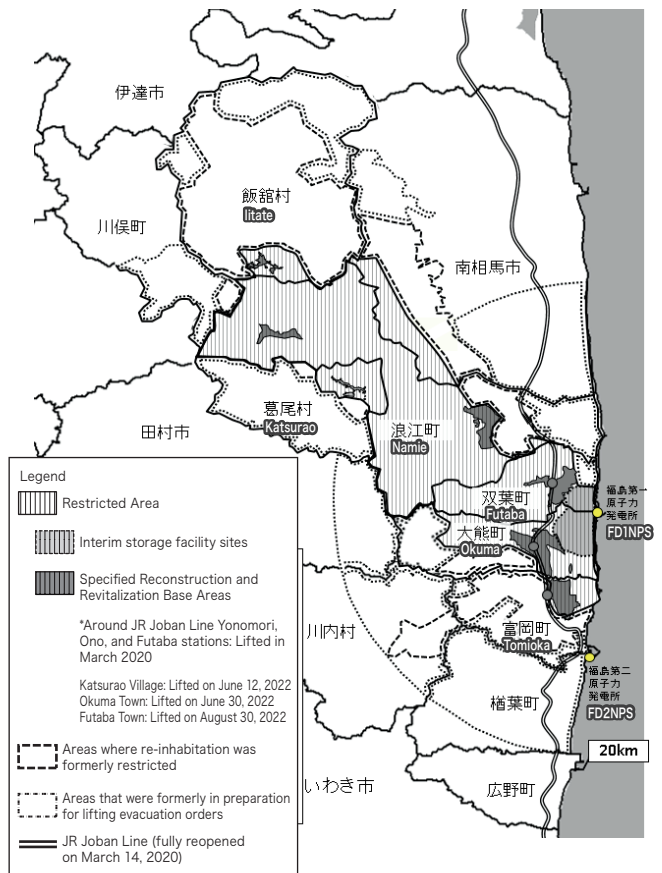 伊達市
飯舘村
Iitate
川俣町
南相馬市
葛尾村
Katsurao
田村市
浪江町
Namie
双葉町
Futaba
福島第一
原子力
発電所
FD1NPS
大熊町
Okuma
川内村
富岡町
Tomioka
福島第二
原子力
発電所
FD2NPS
楢葉町
20km
いわき市
広野町
Legend
Restricted Area
Interim storage facility sites
Specified Reconstruction and
Revitalization Base Areas
*Around JR Joban Line Yonomori,
Ono, and Futaba stations: Lifted in
March 2020
Katsurao Village: Lifted on June 12, 2022
Okuma Town: Lifted on June 30, 2022
Futaba Town: Lifted on August 30, 2022
Areas where re-inhabitation was
formerly restricted
Areas that were formerly in preparation
for lifting evacuation orders
JR Joban Line (fully reopened
on March 14, 2020)